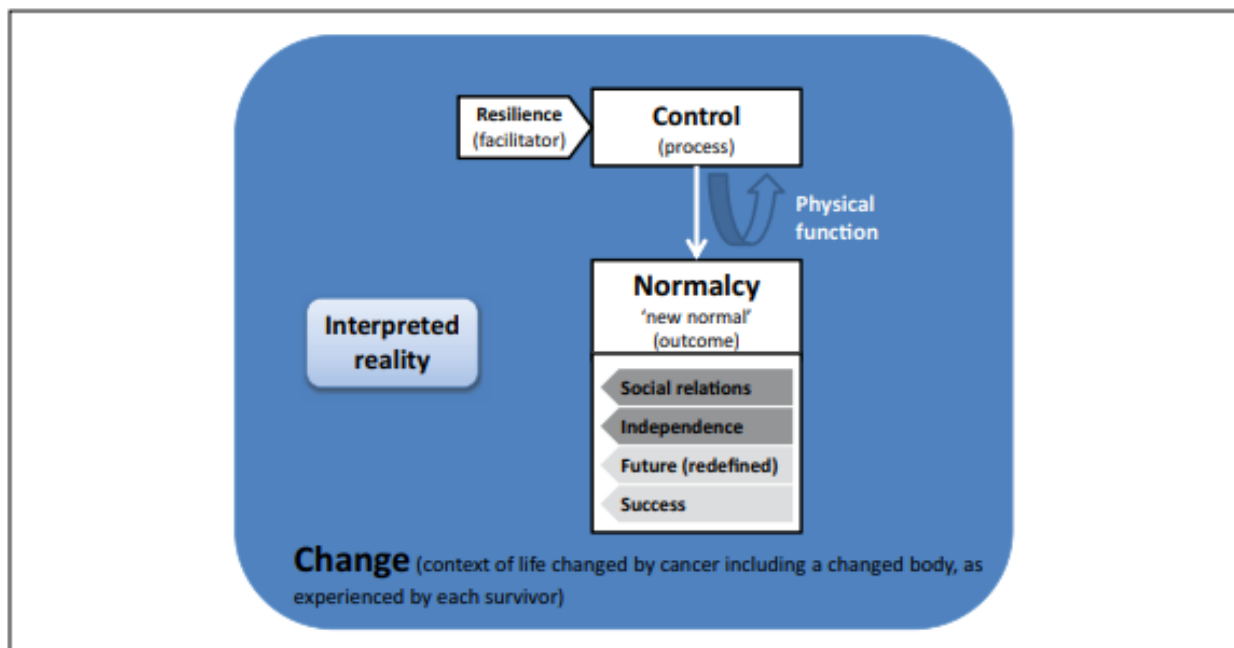 Resilience
(facilitator)
Control
(process)
Physical
function
Normalcy
‘new normal’
(outcome)
Interpreted
reality
Social relations
Independence
Future (redefined)
Success
Change (context of life changed by cancer including a changed body, as
experienced by each survivor)